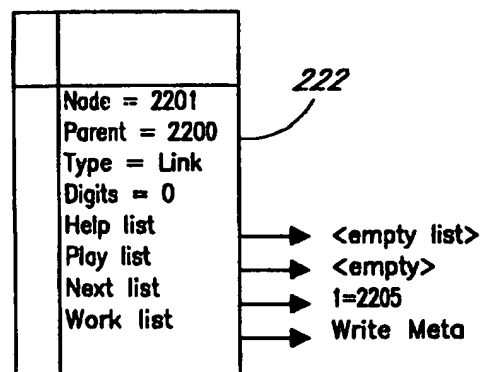 222
Node = 2201
Parent = 2200
Type = Link
Digits = 0
Help list
<empty list>
Play list
<empty>
Next list
1=2205
Work list
Write Meta